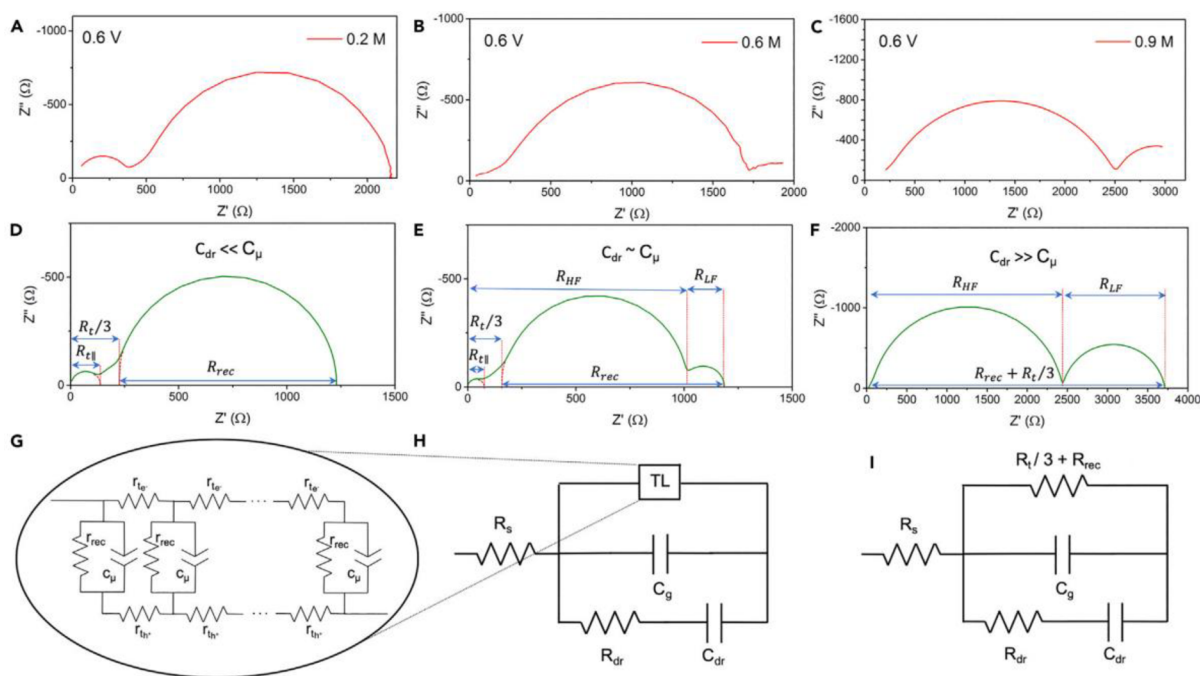 A
0.6 V
0.2 M
-1000
-500
0
0 500 1000 1500 2000
Z'' (Ω)
Z' (Ω)
B
0.6 V
0.6 M
-1000
-500
0
0 500 1000 1500 2000
Z'' (Ω)
Z' (Ω)
C
0.6 V
0.9 M
-1600
-1200
-800
-400
0
0 500 1000 1500 2000 2500 3000
Z'' (Ω)
Z' (Ω)
D
C_dr << C_μ
-500
0
R_t/3
R_t∥
R_rec
0 500 1000 1500
Z'' (Ω)
Z' (Ω)
E
C_dr ~ C_μ
-500
0
R_HF
R_LF
R_t/3
R_t∥
R_rec
0 500 1000 1500
Z'' (Ω)
Z' (Ω)
F
C_dr >> C_μ
-2000
-1000
0
R_HF
R_LF
R_rec + R_t/3
0 500 1000 1500 2000 2500 3000 3500 4000
Z'' (Ω)
Z' (Ω)
G
r_te- r_te- ... r_te-
r_rec r_rec r_rec
c_μ c_μ c_μ
r_th+ r_th+ ... r_th+
H
TL
R_s
C_g
R_dr
C_dr
I
R_t / 3 + R_rec
R_s
C_g
R_dr
C_dr